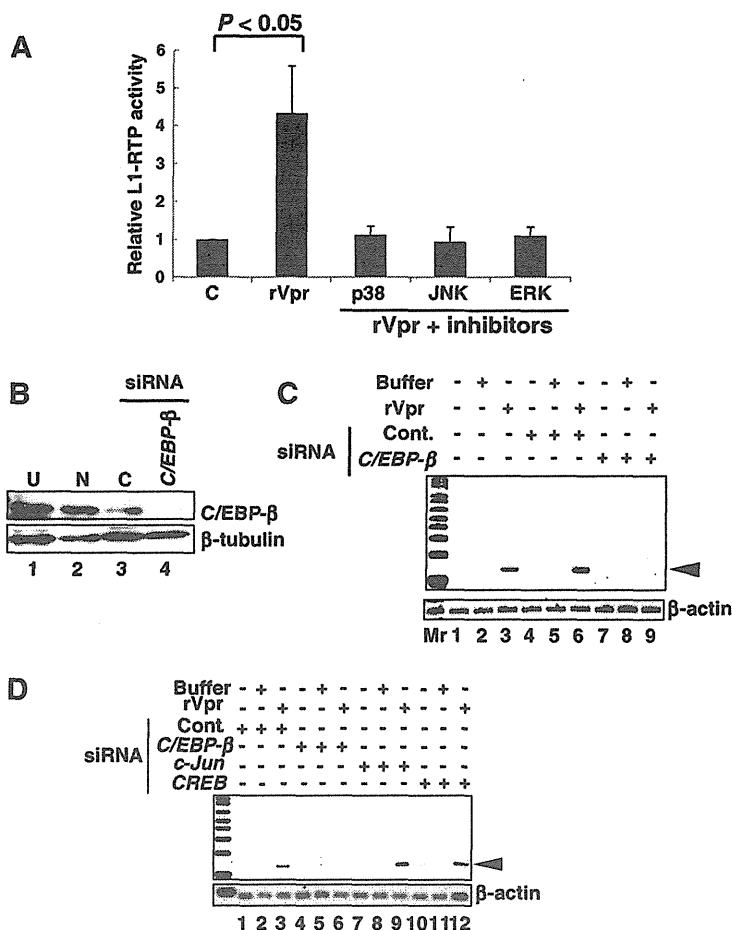 A
P < 0.05
Relative L1-RTP activity
6
5
4
3
2
1
0
C rVpr p38 JNK ERK
rVpr + inhibitors
B
siRNA
U N C C/EBP-β
C/EBP-β
β-tubulin
1 2 3 4
C
Buffer - + - - + - - + -
rVpr - - + - - + - - +
siRNA
Cont. - - - + + + - - -
C/EBP-β - - - - - - + + +
β-actin
Mr 1 2 3 4 5 6 7 8 9
D
Buffer - + - - + - - + - - + -
rVpr - - + - - + - - + - - +
siRNA
Cont. + + + - - - - - - - - -
C/EBP-β - - - + + + - - - - - -
c-Jun - - - - - - + + + - - -
CREB - - - - - - - - - + + +
β-actin
1 2 3 4 5 6 7 8 9 10 11 12